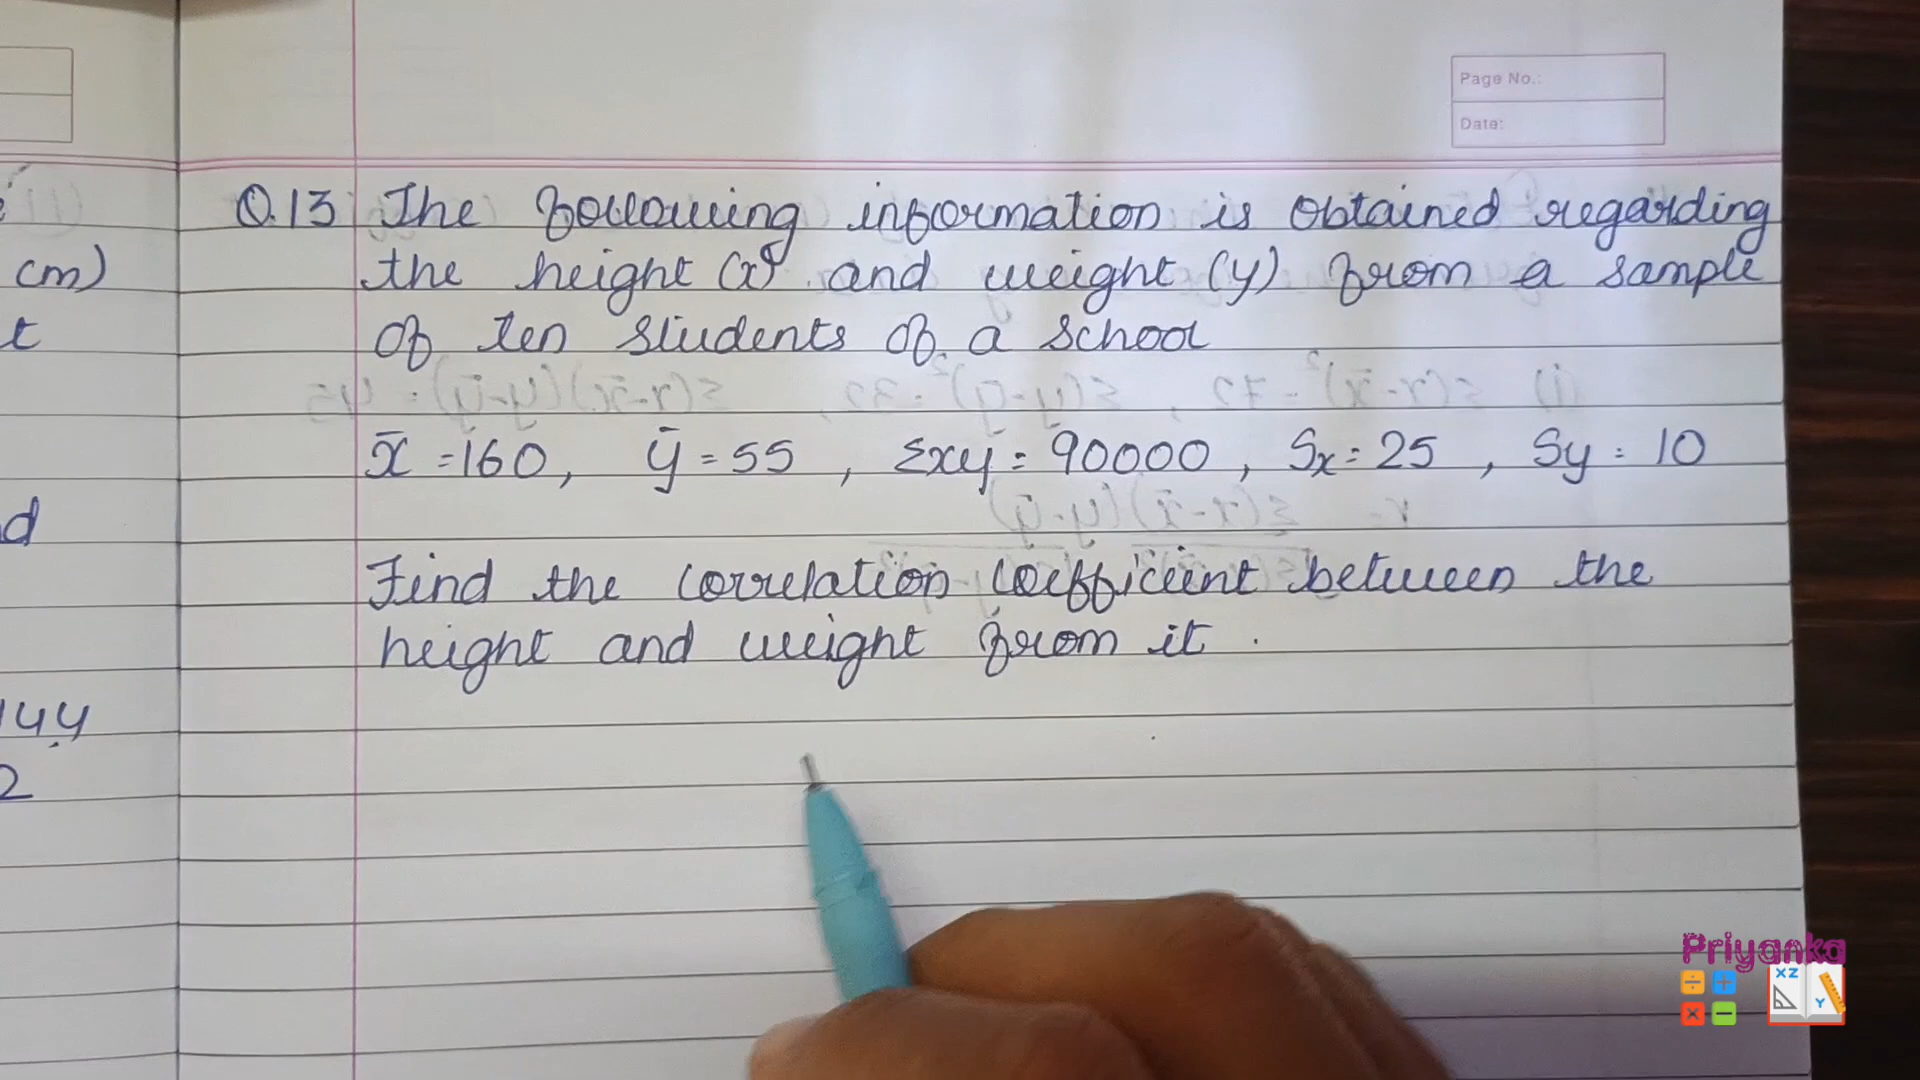 Page No.:
Date:
cm)
t
d
144
2
Q.13 The following information is obtained regarding
the height (x) and weight (y) from a sample
of ten students of a school
x̄ = 160, ȳ = 55, Σxy = 90000, Sx = 25, Sy = 10
Find the correlation coefficient between the
height and weight from it.
Priyanka
XZ
Y